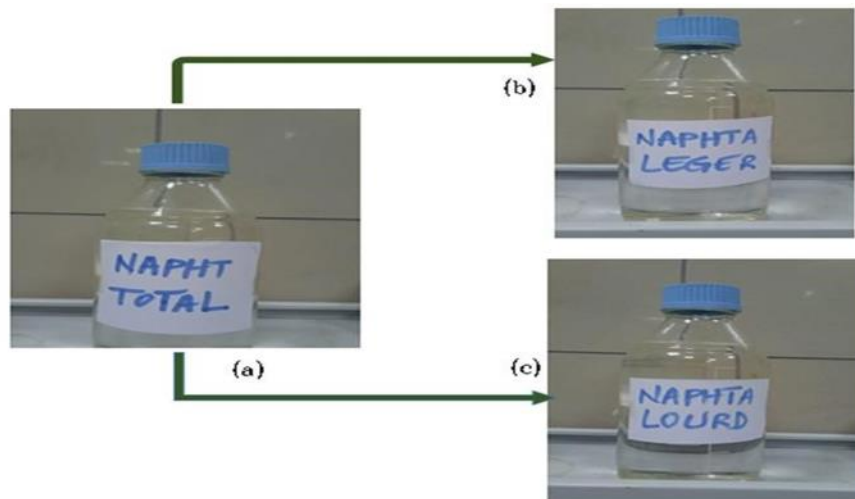 NAPHT
TOTAL
(a)
(b)
NAPHTA
LEGER
(c)
NAPHTA
LOURD